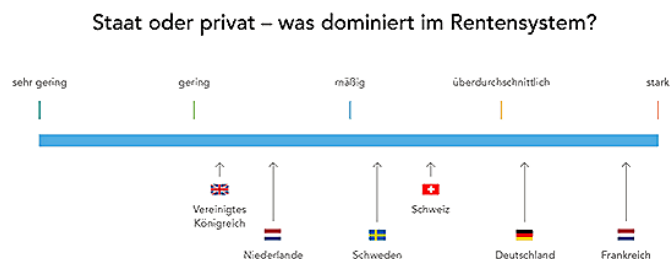 Staat oder privat – was dominiert im Rentensystem?
sehr gering
gering
mäßig
überdurchschnittlich
stark
Vereinigtes
Königreich
Niederlande
Schweden
Schweiz
Deutschland
Frankreich